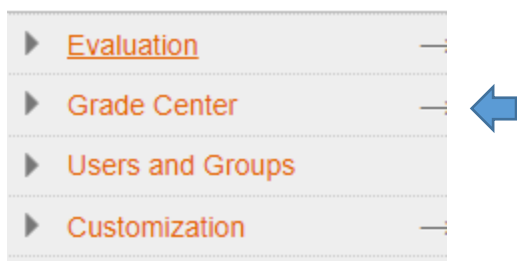 Evaluation
Grade Center
Users and Groups
Customization